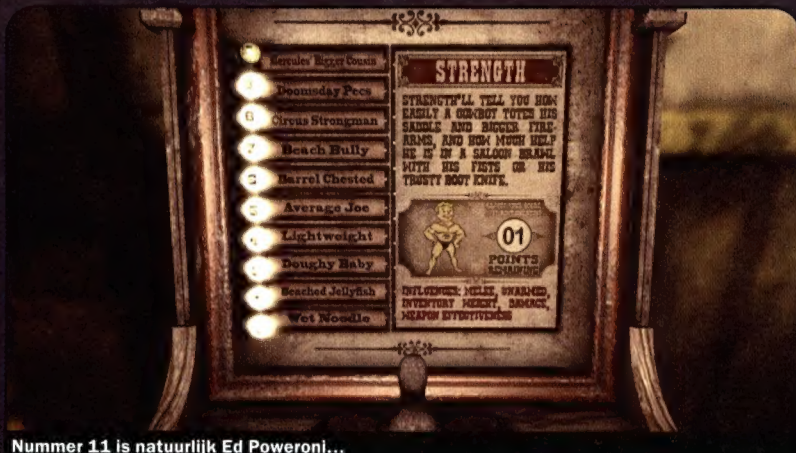 Hercules' Bigger Cousin
Doomsday Pecs
Circus Strongman
Beach Bully
Barrel Chested
Average Joe
Lightweight
Doughy Baby
Beached Jellyfish
Wet Noodle
STRENGTH
STRENGTH'LL TELL YOU HOW
EASILY A COWBOY TOTES HIS
SADDLE AND BIGGER FIRE-
ARMS, AND HOW MUCH HELP
HE IS IN A SALOON BRAWL
WITH HIS FISTS OR HIS
TRUSTY BOOT KNIFE.
01
POINTS
REMAINING
INFLUENCES: MELEE, UNARMED,
INVENTORY WEIGHT, DAMAGE,
WEAPON EFFECTIVENESS
Nummer 11 is natuurlijk Ed Poweroni...